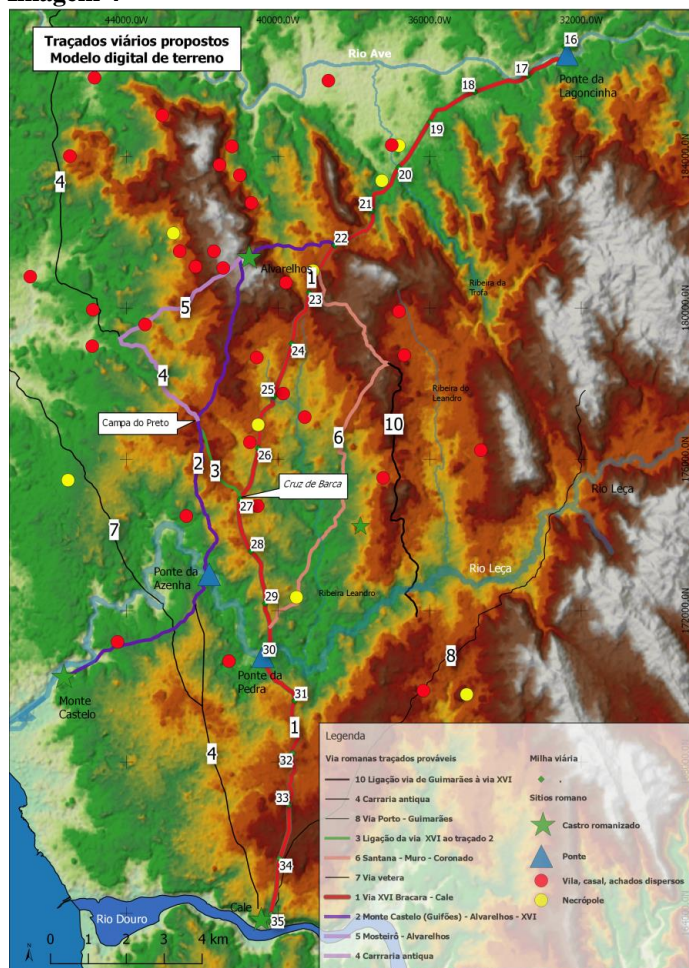 Imagem 4
Traçados viários propostos
Modelo digital de terreno
44000.0W
40000.0W
36000.0W
32000.0W
Rio Ave
16
17
18
19
Ponte da
Lagoncinha
184000.0N
20
21
22
4
Alvarelhos
1
23
Ribeira da
Trofa
180000.0N
5
24
4
25
Ribeira do
Leandro
Campa do Preto
6
10
2
3
26
Cruz de Barca
176000.0N
27
Rio Leça
7
28
Ponte da
Azenha
Rio Leça
29
Ribeira Leandro
172000.0N
30
Ponte da
Pedra
8
Monte
Castelo
31
4
1
32
33
34
Cale
35
Rio Douro
0 1 2 3 4 km
N
Legenda
Via romanas traçados prováveis
10 Ligação via de Guimarães à via XVI
4 Carraria antiqua
8 Via Porto - Guimarães
3 Ligação da via XVI ao traçado 2
6 Santana - Muro - Coronado
7 Via vetera
1 Via XVI Bracara - Cale
2 Monte Castelo (Guifões) - Alvarelhos - XVI
5 Mosteirô - Alvarelhos
4 Carrraria antiqua
Milha viária
.
Sitios romano
Castro romanizado
Ponte
Vila, casal, achados dispersos
Necrópole